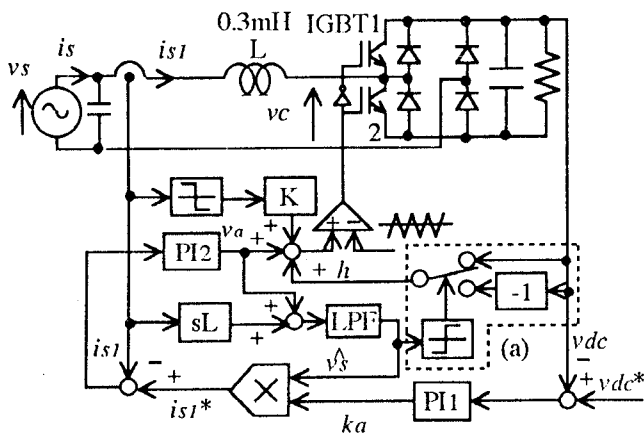 0.3mH IGBT1
is
is1
L
vs
vc
2
K
va
PI2
h
-1
sL
LPF
(a)
vdc
is1
v̂s
vdc*
is1*
ka
PI1